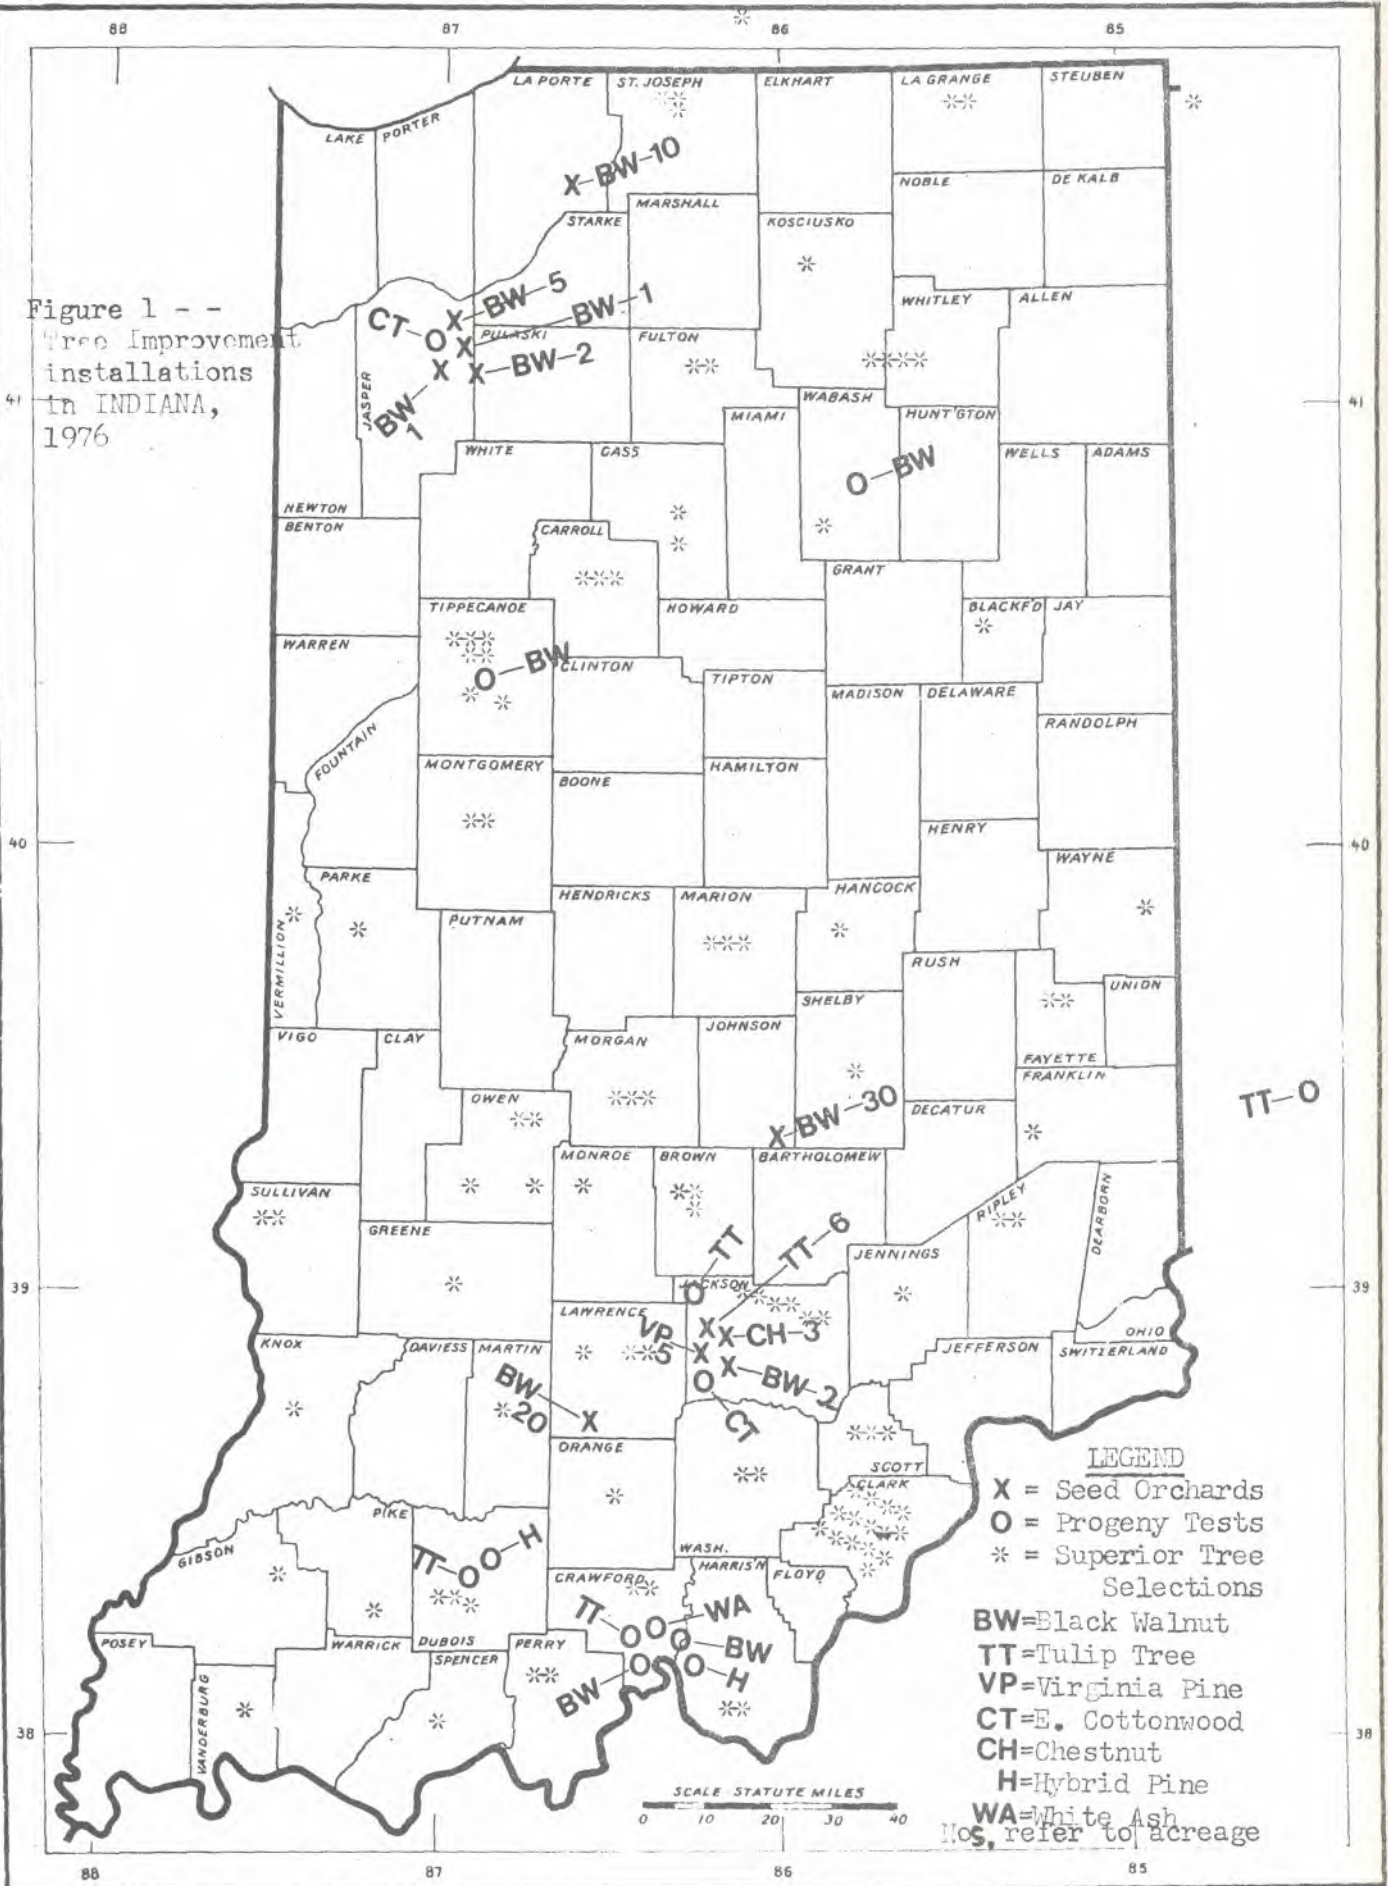 88 87 86 85
LA PORTE ST. JOSEPH ELKHART LA GRANGE STEUBEN
LAKE PORTER
X-BW-10
NOBLE DE KALB
MARSHALL
STARKE KOSCIUSKO
Figure 1 - -
Tree Improvement
installations
in INDIANA,
1976
X-BW-5
BW-1
CT O
X
WHITLEY ALLEN
PULASKI FULTON
X-BW-2
X
BW
1
JASPER
41 41
WABASH
MIAMI HUNT'GTON
WHITE CASS WELLS ADAMS
O-BW
NEWTON
BENTON
CARROLL
GRANT
TIPPECANOE HOWARD BLACKF'D JAY
WARREN
O-BW
CLINTON
TIPTON
MADISON DELAWARE
RANDOLPH
FOUNTAIN
MONTGOMERY HAMILTON
BOONE
HENRY
40 40
WAYNE
PARKE
HANCOCK
HENDRICKS MARION
PUTNAM
VERMILLION
RUSH
UNION
SHELBY
JOHNSON
VIGO CLAY
MORGAN
FAYETTE
FRANKLIN
OWEN
X-BW-30
DECATUR
TT-O
MONROE BROWN BARTHOLOMEW
SULLIVAN
RIPLEY
DEARBORN
GREENE
TT
TT-6
JENNINGS
JACKSON
O
39 39
LAWRENCE
X
X-CH-3
VP
5 X
OHIO
KNOX DAVIESS MARTIN JEFFERSON SWITZERLAND
X-BW-2
BW
20 X
O
CT
ORANGE
SCOTT
CLARK
LEGEND
X = Seed Orchards
O = Progeny Tests
* = Superior Tree
Selections
BW=Black Walnut
TT=Tulip Tree
VP=Virginia Pine
CT=E. Cottonwood
CH=Chestnut
H=Hybrid Pine
WA=White Ash
Nos. refer to acreage
PIKE
GIBSON
TT-O O-H
WASH.
HARRIS'N FLOYD
CRAWFORD
TT O O WA
POSEY WARRICK DUBOIS PERRY
O BW
SPENCER
VANDERBURG
BW O O H
38 38
SCALE STATUTE MILES
0 10 20 30 40
88 87 86 85